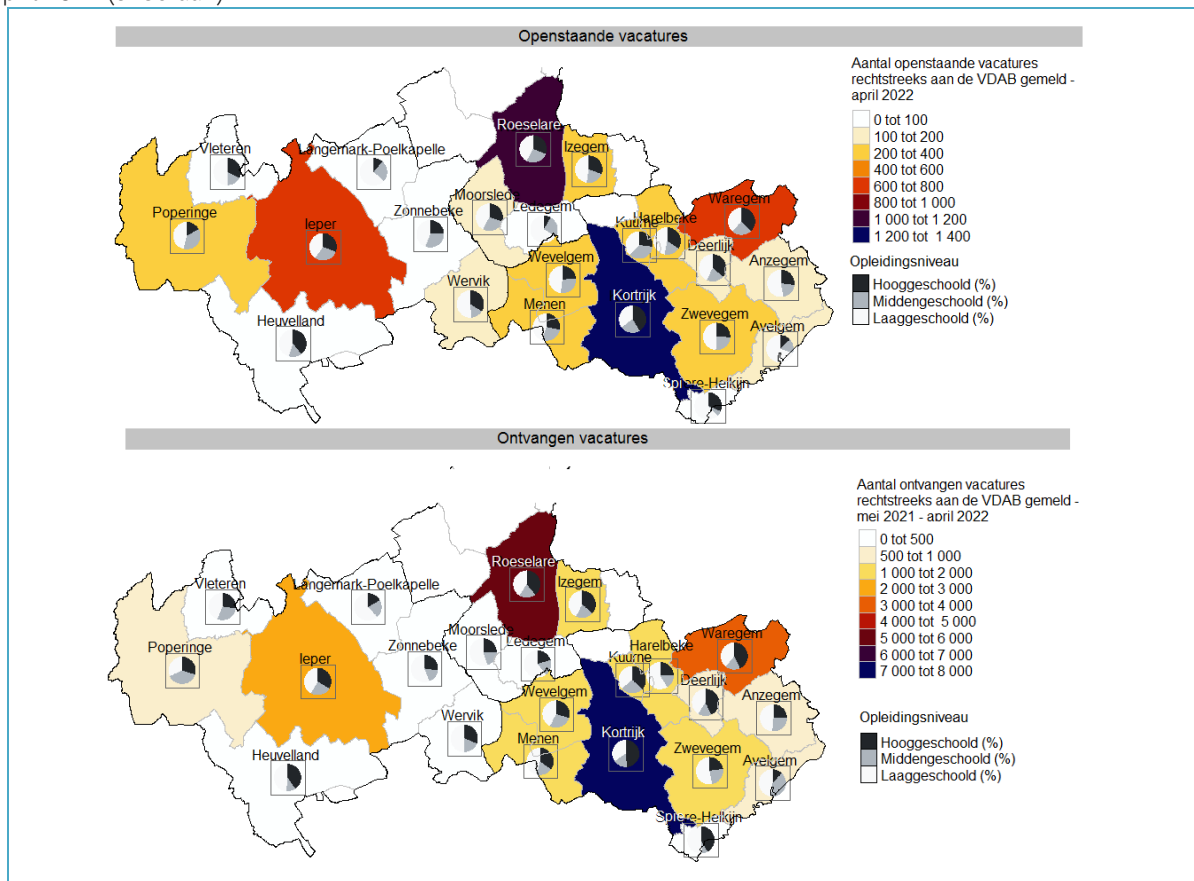 Openstaande vacatures
Aantal openstaande vacatures
rechtstreeks aan de VDAB gemeld -
april 2022
0 tot 100
100 tot 200
200 tot 400
400 tot 600
600 tot 800
800 tot 1 000
1 000 tot 1 200
1 200 tot 1 400
Opleidingsniveau
Hooggeschoold (%)
Middengeschoold (%)
Laaggeschoold (%)
Roeselare
Izegem
Vleteren
Langemark-Poelkapelle
Moorslede
Ledegem
Waregem
Poperinge
Ieper
Zonnebeke
Kuurne
Harelbeke
Deerlijk
Wevelgem
Anzegem
Wervik
Kortrijk
Menen
Zwevegem
Heuvelland
Avelgem
Spiere-Helkijn
Ontvangen vacatures
Aantal ontvangen vacatures
rechtstreeks aan de VDAB gemeld -
mei 2021 - april 2022
0 tot 500
500 tot 1 000
1 000 tot 2 000
2 000 tot 3 000
3 000 tot 4 000
4 000 tot 5 000
5 000 tot 6 000
6 000 tot 7 000
7 000 tot 8 000
Opleidingsniveau
Hooggeschoold (%)
Middengeschoold (%)
Laaggeschoold (%)
Roeselare
Izegem
Vleteren
Langemark-Poelkapelle
Moorslede
Ledegem
Waregem
Poperinge
Ieper
Zonnebeke
Kuurne
Harelbeke
Deerlijk
Wevelgem
Anzegem
Wervik
Kortrijk
Menen
Zwevegem
Heuvelland
Avelgem
Spiere-Helkijn